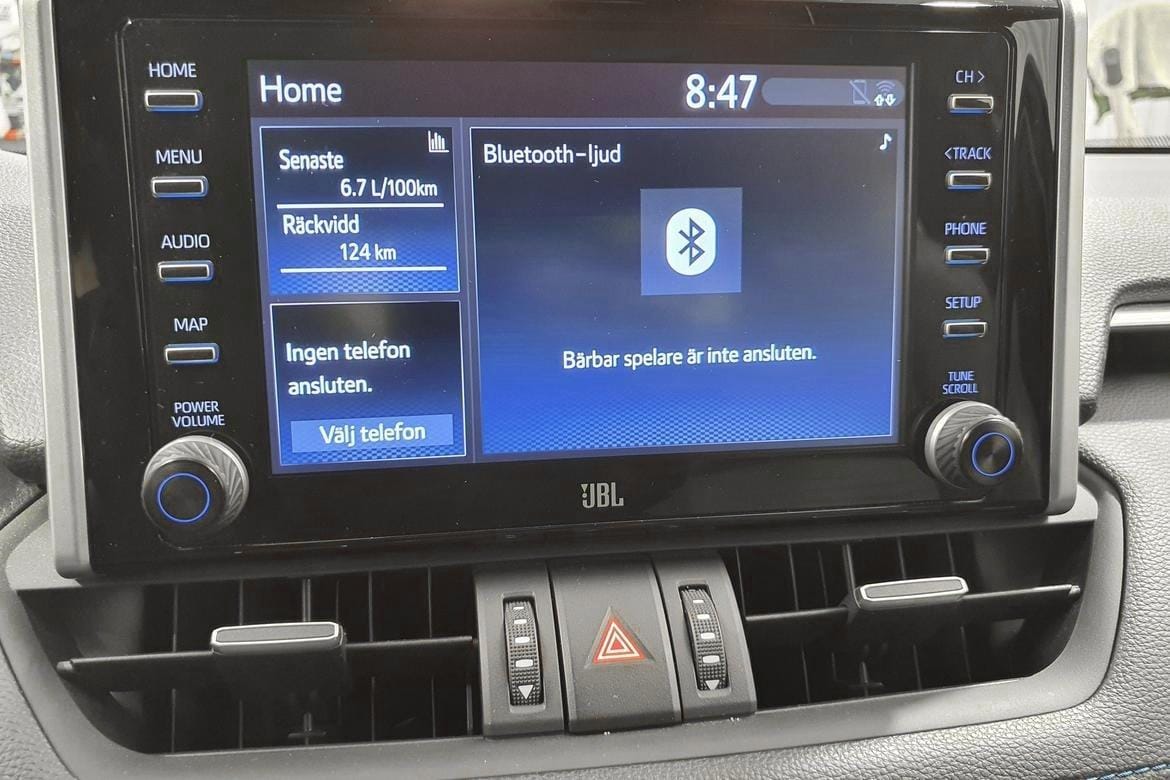 HOME
MENU
AUDIO
MAP
POWER
VOLUME
Home
8:47
Senaste
6.7 L/100km
Räckvidd
124 km
Ingen telefon
ansluten.
Välj telefon
Bluetooth-ljud
Bärbar spelare är inte ansluten.
CH >
<TRACK
PHONE
SETUP
TUNE
SCROLL
JBL